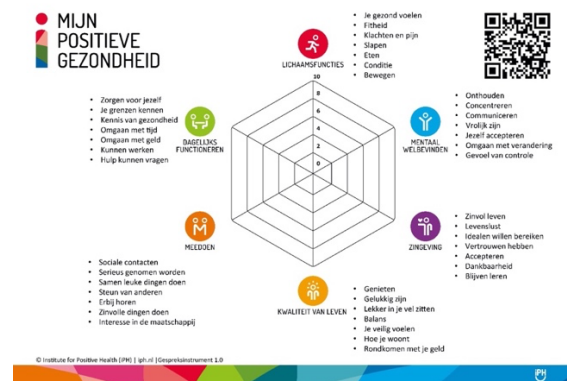 MIJN
POSITIEVE
GEZONDHEID
LICHAAMSFUNCTIES
• Je gezond voelen
• Fitheid
• Klachten en pijn
• Slapen
• Eten
• Conditie
• Bewegen
10
8
6
4
2
0
MENTAAL
WELBEVINDEN
• Onthouden
• Concentreren
• Communiceren
• Vrolijk zijn
• Jezelf accepteren
• Omgaan met verandering
• Gevoel van controle
ZINGEVING
• Zinvol leven
• Levenslust
• Idealen willen bereiken
• Vertrouwen hebben
• Accepteren
• Dankbaarheid
• Blijven leren
KWALITEIT VAN LEVEN
• Genieten
• Gelukkig zijn
• Lekker in je vel zitten
• Balans
• Je veilig voelen
• Hoe je woont
• Rondkomen met je geld
MEEDOEN
• Sociale contacten
• Serieus genomen worden
• Samen leuke dingen doen
• Steun van anderen
• Erbij horen
• Zinvolle dingen doen
• Interesse in de maatschappij
DAGELIJKS
FUNCTIONEREN
• Zorgen voor jezelf
• Je grenzen kennen
• Kennis van gezondheid
• Omgaan met tijd
• Omgaan met geld
• Kunnen werken
• Hulp kunnen vragen
© Institute for Positive Health (iPH) | iph.nl |Gespreksinstrument 1.0
iPH